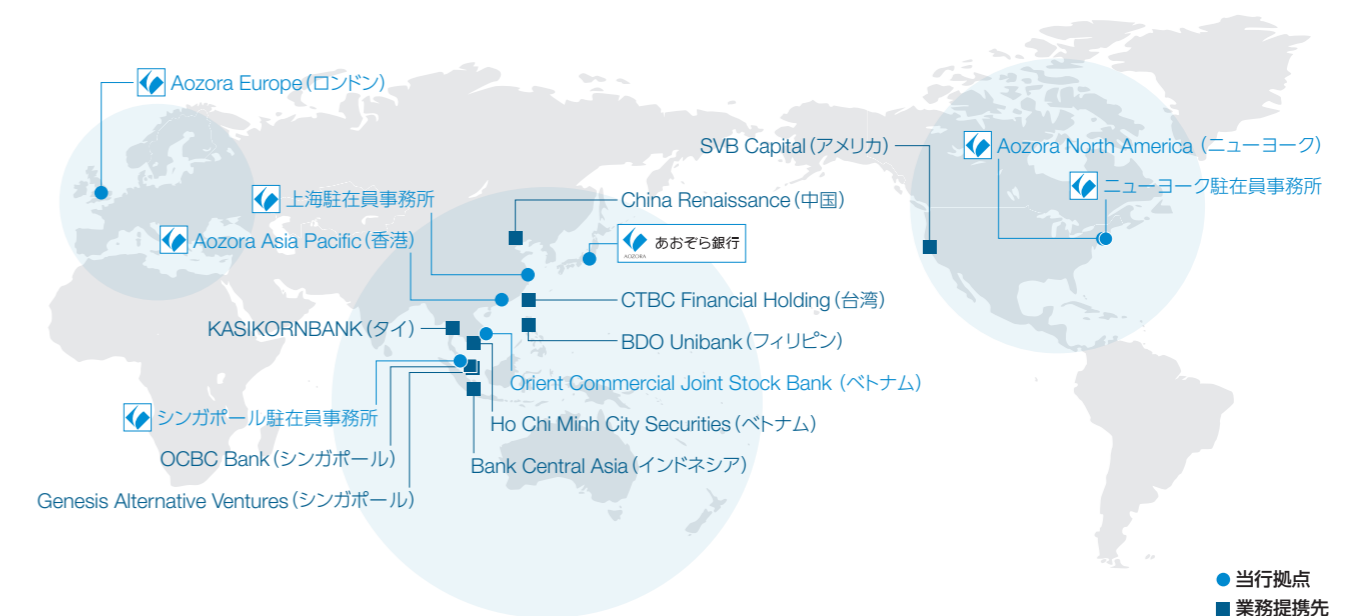 Aozora Europe(ロンドン)
SVB Capital(アメリカ)
Aozora North America (ニューヨーク)
ニューヨーク駐在員事務所
上海駐在員事務所
China Renaissance(中国)
Aozora Asia Pacific(香港)
あおぞら銀行
AOZORA
CTBC Financial Holding(台湾)
KASIKORNBANK(タイ)
BDO Unibank(フィリピン)
Orient Commercial Joint Stock Bank (ベトナム)
シンガポール駐在員事務所
Ho Chi Minh City Securities(ベトナム)
OCBC Bank(シンガポール)
Bank Central Asia(インドネシア)
Genesis Alternative Ventures(シンガポール)
当行拠点
業務提携先